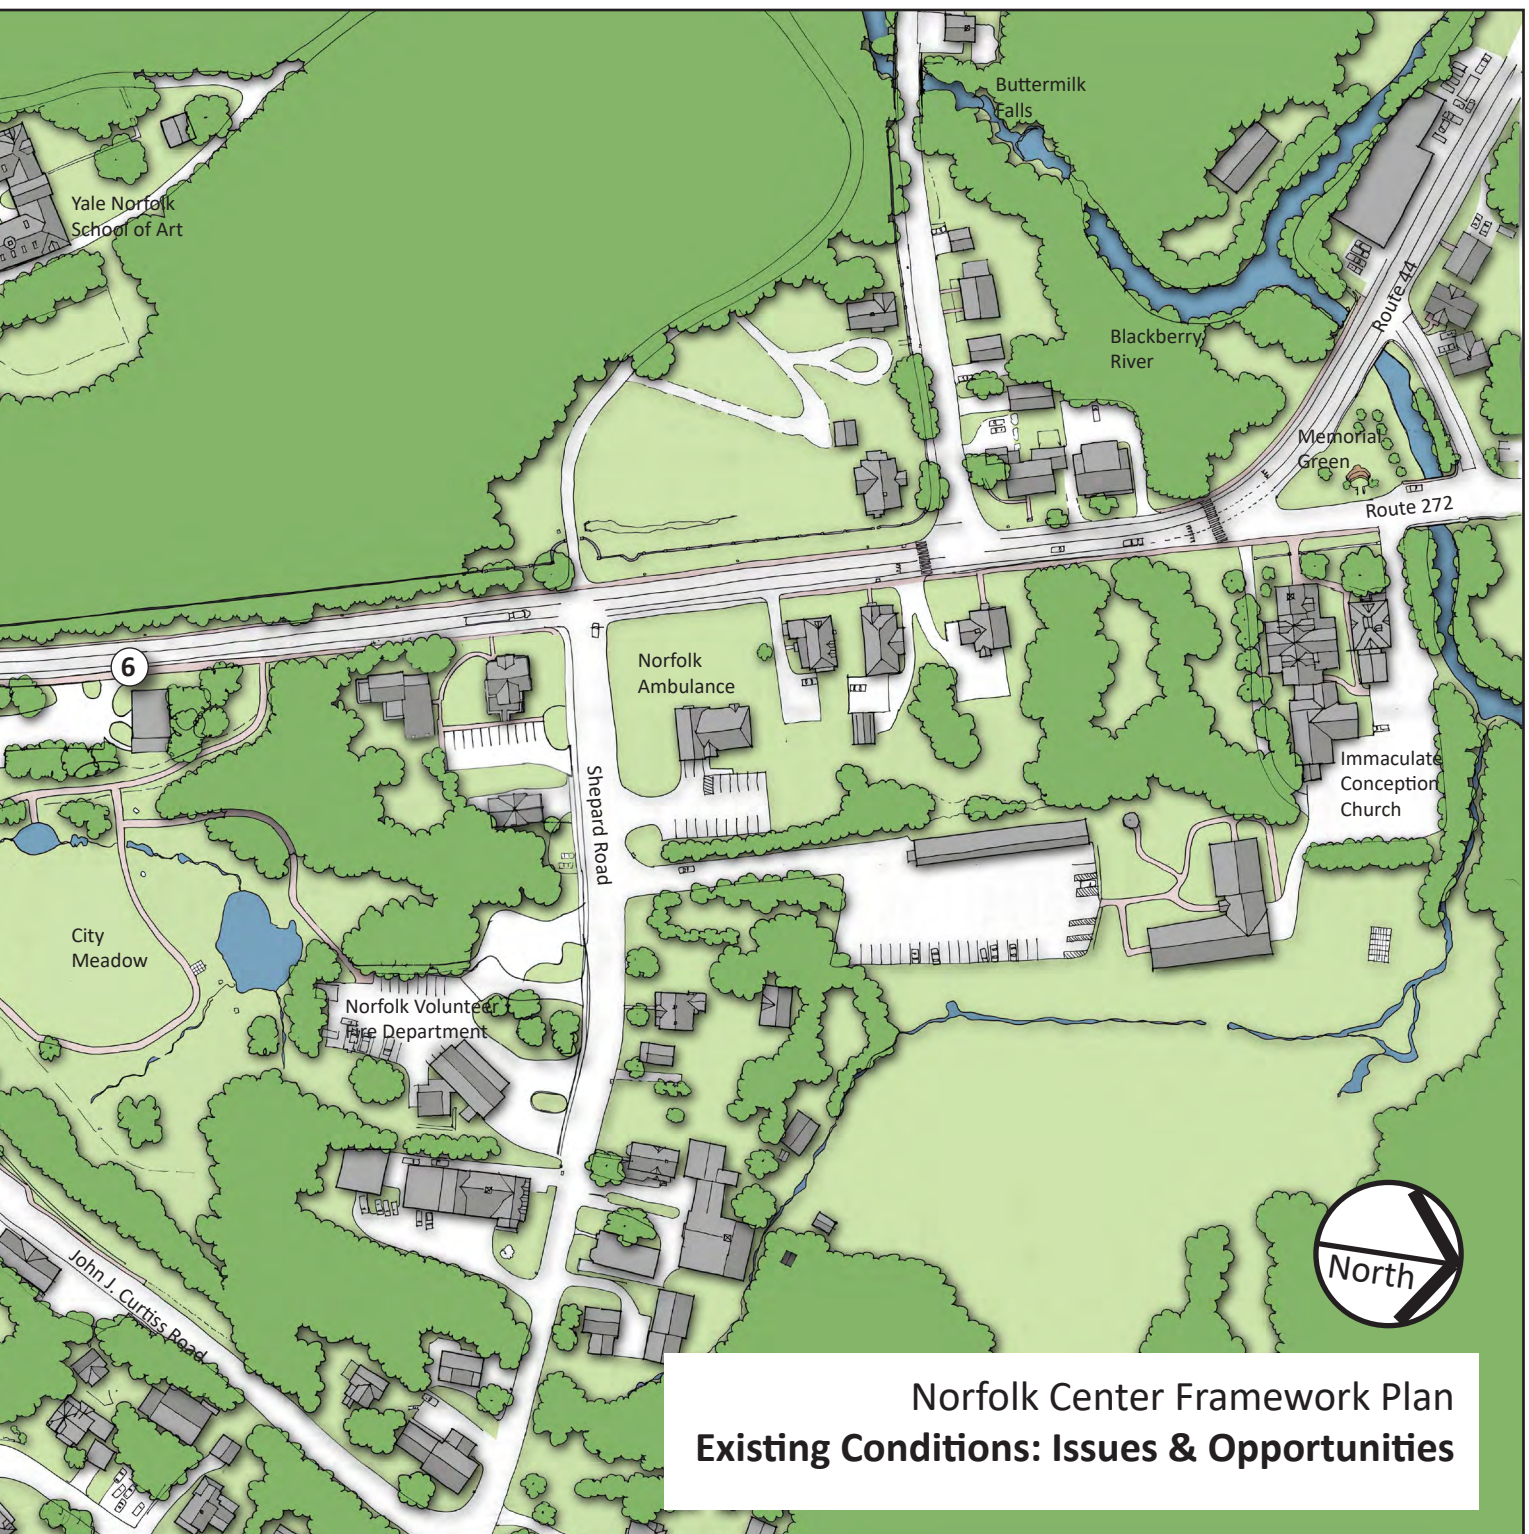 Buttermilk
Falls
Yale Norfolk
School of Art
Route 44
Blackberry
River
Memorial
Green
Route 272
6
Norfolk
Ambulance
Shepard Road
Immaculate
Conception
Church
City
Meadow
Norfolk Volunteer
Fire Department
John J. Curtiss Road
North
Norfolk Center Framework Plan
Existing Conditions: Issues & Opportunities